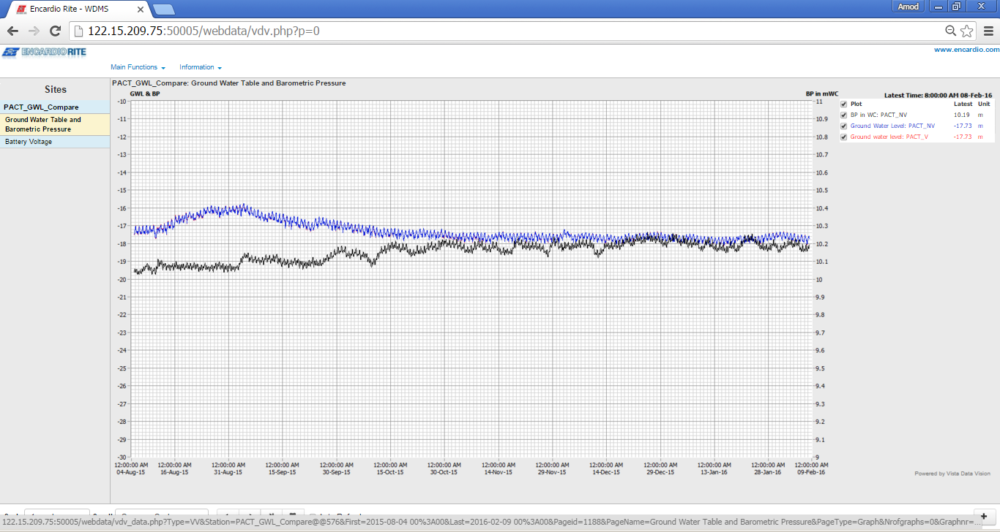 Encardio Rite - WDMS
Amod
122.15.209.75:50005/webdata/vdv.php?p=0
ENCARDIO RITE
www.encardio.com
Main Functions
Information
Sites
PACT_GWL_Compare
Ground Water Table and
Barometric Pressure
Battery Voltage
PACT_GWL_Compare: Ground Water Table and Barometric Pressure
GWL & BP
BP in mWC
Latest Time: 8:00:00 AM 08-Feb-16
Plot Latest Unit
BP in WC: PACT_NV 10.19 m
Ground Water Level: PACT_NV -17.73 m
Ground water level: PACT_V -17.73 m
-10 11
-11 10.9
-12 10.8
-13 10.7
-14 10.6
-15 10.5
-16 10.4
-17 10.3
-18 10.2
-19 10.1
-20 10
-21 9.9
-22 9.8
-23 9.7
-24 9.6
-25 9.5
-26 9.4
-27 9.3
-28 9.2
-29 9.1
-30 9
12:00:00 AM 12:00:00 AM 12:00:00 AM 12:00:00 AM 12:00:00 AM 12:00:00 AM 12:00:00 AM 12:00:00 AM 12:00:00 AM 12:00:00 AM 12:00:00 AM 12:00:00 AM 12:00:00 AM 12:00:00 AM
04-Aug-15 16-Aug-15 31-Aug-15 15-Sep-15 30-Sep-15 15-Oct-15 30-Oct-15 14-Nov-15 29-Nov-15 14-Dec-15 29-Dec-15 13-Jan-16 28-Jan-16 09-Feb-16
Powered by Vista Data Vision
122.15.209.75:50005/webdata/vdv_data.php?Type=VV&Station=PACT_GWL_Compare@@576&First=2015-08-04 00%3A00&Last=2016-02-09 00%3A00&Pageid=1188&PageName=Ground Water Table and Barometric Pressure&PageType=Graph&Nrofgraphs=0&Graphnr=...